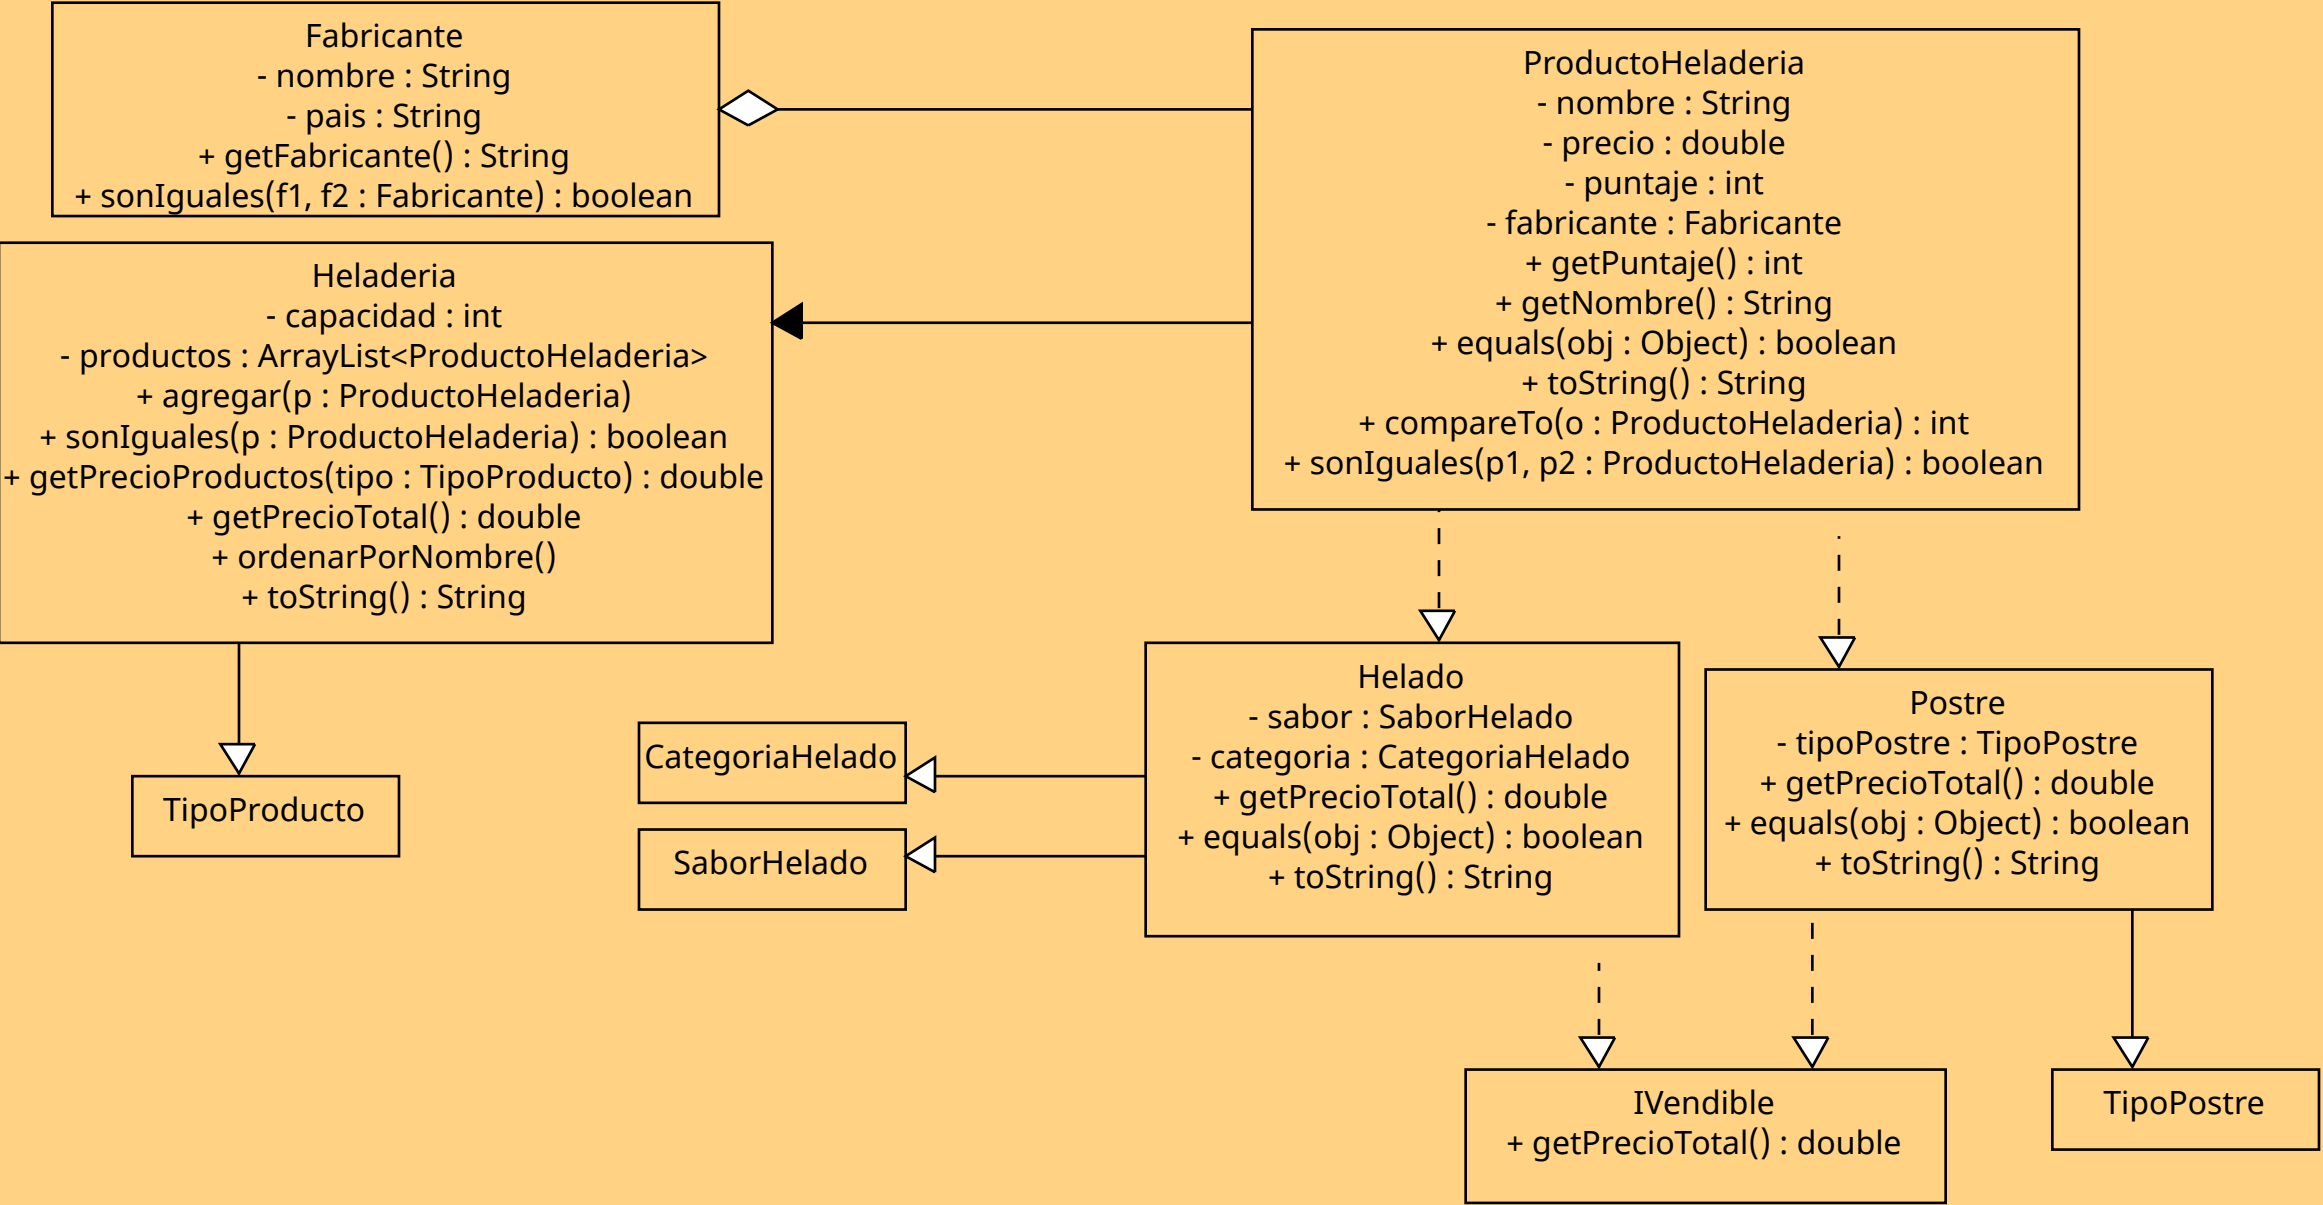 Fabricante
- nombre : String
- pais : String
+ getFabricante() : String
+ sonIguales(f1, f2 : Fabricante) : boolean
ProductoHeladeria
- nombre : String
- precio : double
- puntaje : int
- fabricante : Fabricante
+ getPuntaje() : int
+ getNombre() : String
+ equals(obj : Object) : boolean
+ toString() : String
+ compareTo(o : ProductoHeladeria) : int
+ sonIguales(p1, p2 : ProductoHeladeria) : boolean
Heladeria
- capacidad : int
- productos : ArrayList<ProductoHeladeria>
+ agregar(p : ProductoHeladeria)
+ sonIguales(p : ProductoHeladeria) : boolean
+ getPrecioProductos(tipo : TipoProducto) : double
+ getPrecioTotal() : double
+ ordenarPorNombre()
+ toString() : String
TipoProducto
CategoriaHelado
SaborHelado
Helado
- sabor : SaborHelado
- categoria : CategoriaHelado
+ getPrecioTotal() : double
+ equals(obj : Object) : boolean
+ toString() : String
Postre
- tipoPostre : TipoPostre
+ getPrecioTotal() : double
+ equals(obj : Object) : boolean
+ toString() : String
IVendible
+ getPrecioTotal() : double
TipoPostre